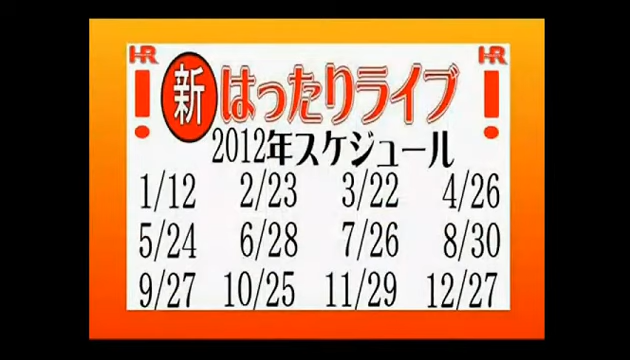 HR HR
! 新 はったりライブ !
2012年スケジュール
1/12 2/23 3/22 4/26
5/24 6/28 7/26 8/30
9/27 10/25 11/29 12/27